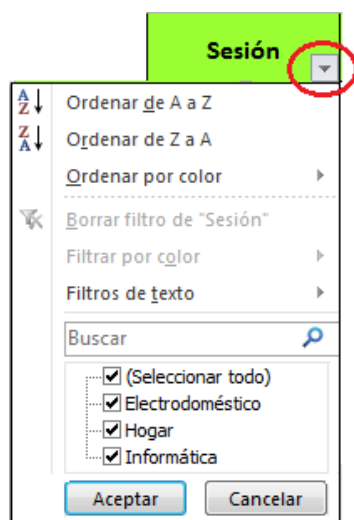 Sesión
Ordenar de A a Z
Ordenar de Z a A
Ordenar por color
Borrar filtro de "Sesión"
Filtrar por color
Filtros de texto
Buscar
(Seleccionar todo)
Electrodoméstico
Hogar
Informática
Aceptar Cancelar